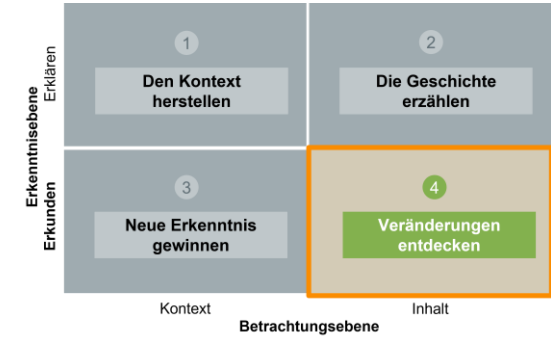 Erkenntnisebene
Erklären
Erkunden
1
Den Kontext
herstellen
2
Die Geschichte
erzählen
3
Neue Erkenntnis
gewinnen
4
Veränderungen
entdecken
Kontext
Inhalt
Betrachtungsebene